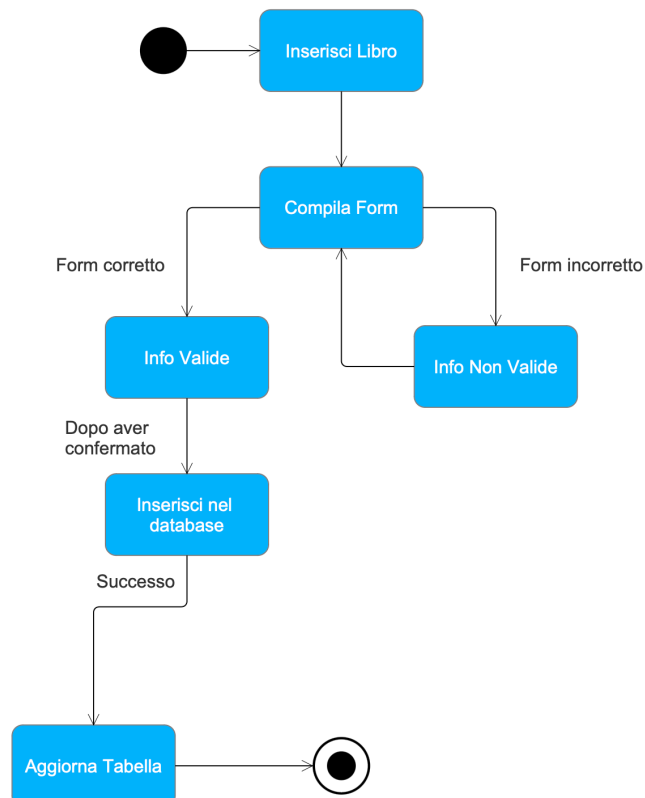 Inserisci Libro
Compila Form
Form corretto
Form incorretto
Info Valide
Info Non Valide
Dopo aver
confermato
Inserisci nel
database
Successo
Aggiorna Tabella